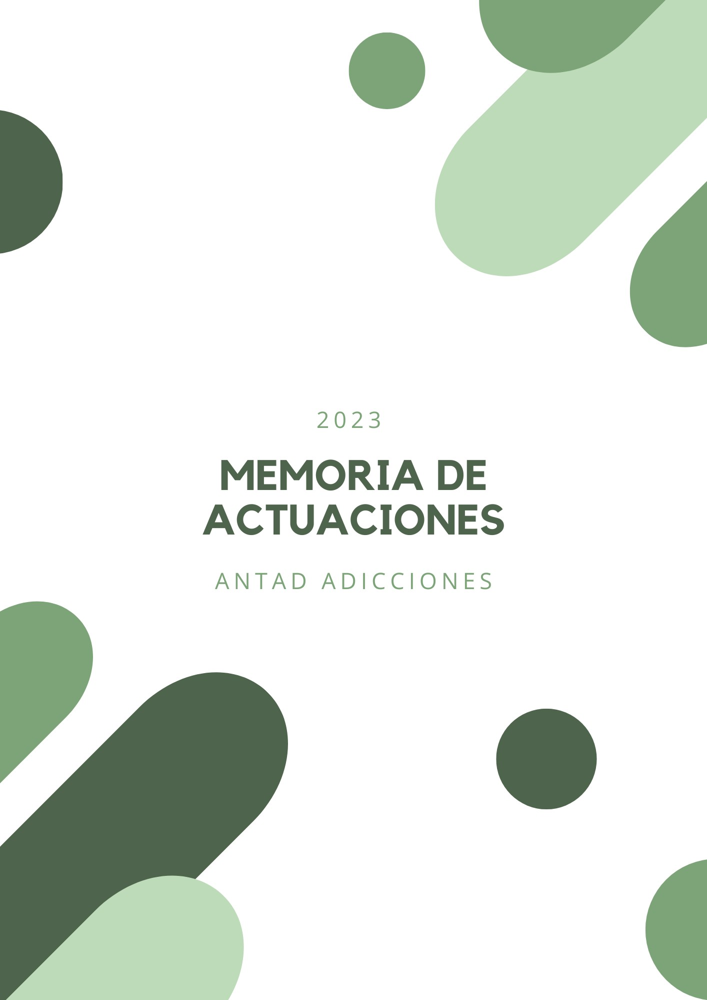 2023
MEMORIA DE
ACTUACIONES
ANTAD ADICCIONES